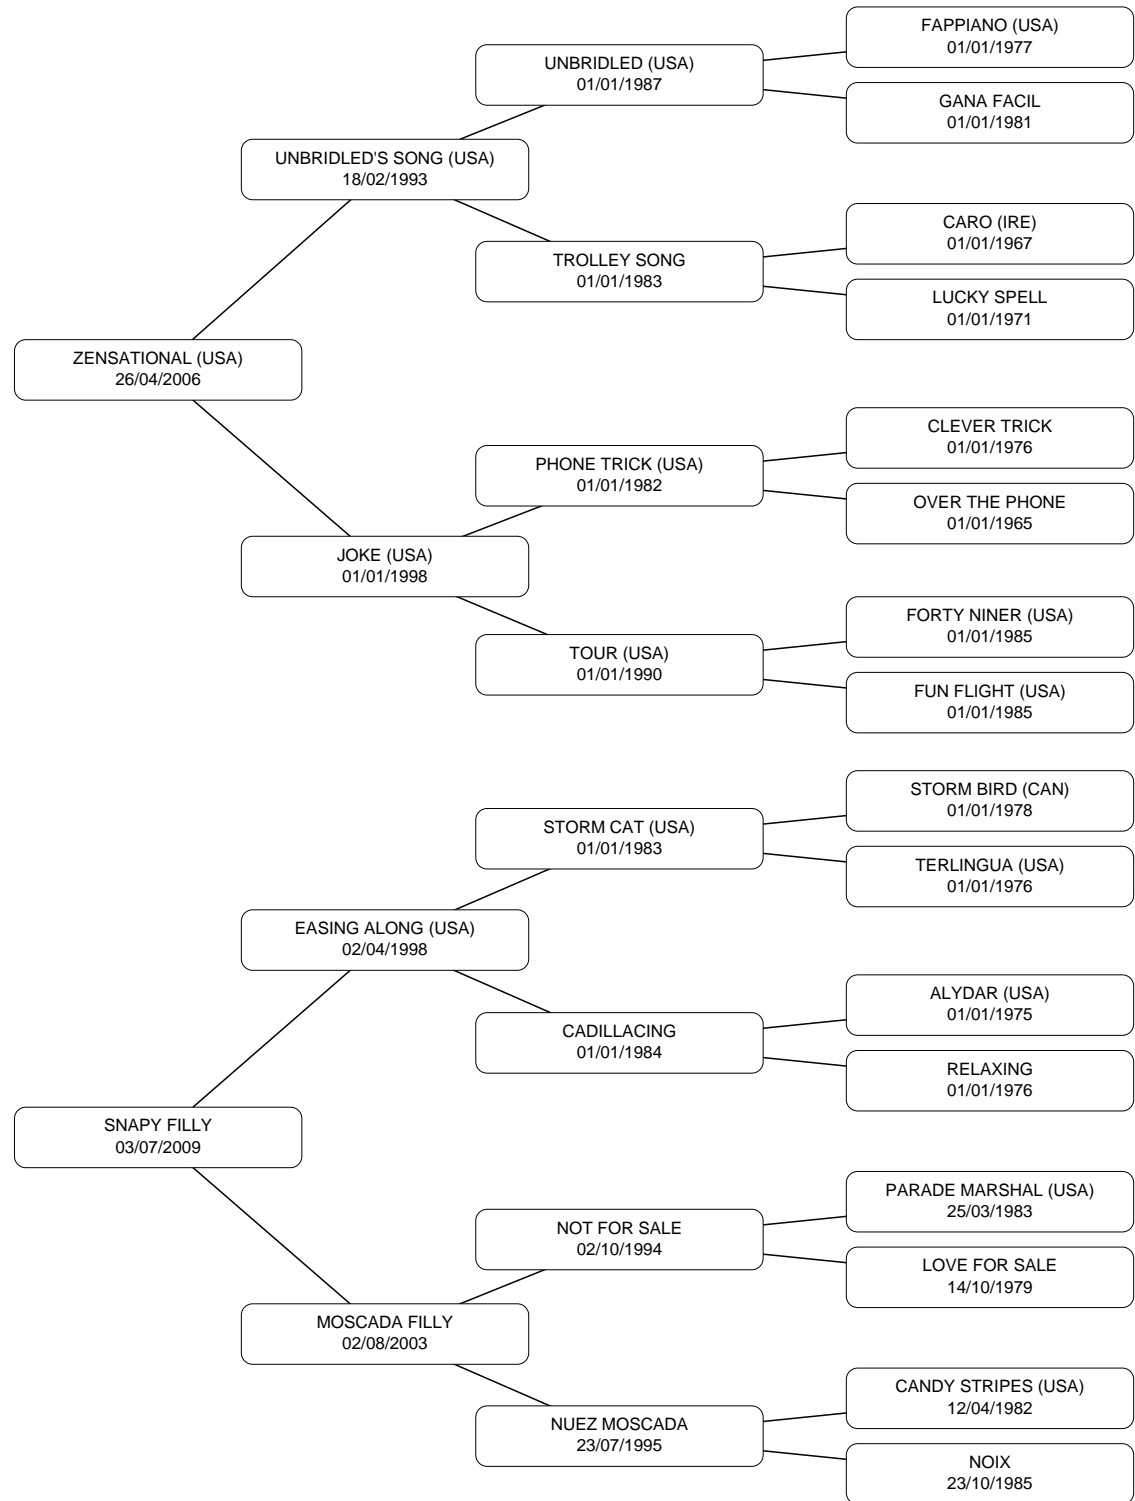 FAPPIANO (USA)
01/01/1977
UNBRIDLED (USA)
01/01/1987
GANA FACIL
01/01/1981
UNBRIDLED'S SONG (USA)
18/02/1993
CARO (IRE)
01/01/1967
TROLLEY SONG
01/01/1983
LUCKY SPELL
01/01/1971
ZENSATIONAL (USA)
26/04/2006
CLEVER TRICK
01/01/1976
PHONE TRICK (USA)
01/01/1982
OVER THE PHONE
01/01/1965
JOKE (USA)
01/01/1998
FORTY NINER (USA)
01/01/1985
TOUR (USA)
01/01/1990
FUN FLIGHT (USA)
01/01/1985
STORM BIRD (CAN)
01/01/1978
STORM CAT (USA)
01/01/1983
TERLINGUA (USA)
01/01/1976
EASING ALONG (USA)
02/04/1998
ALYDAR (USA)
01/01/1975
CADILLACING
01/01/1984
RELAXING
01/01/1976
SNAPY FILLY
03/07/2009
PARADE MARSHAL (USA)
25/03/1983
NOT FOR SALE
02/10/1994
LOVE FOR SALE
14/10/1979
MOSCADA FILLY
02/08/2003
CANDY STRIPES (USA)
12/04/1982
NUEZ MOSCADA
23/07/1995
NOIX
23/10/1985